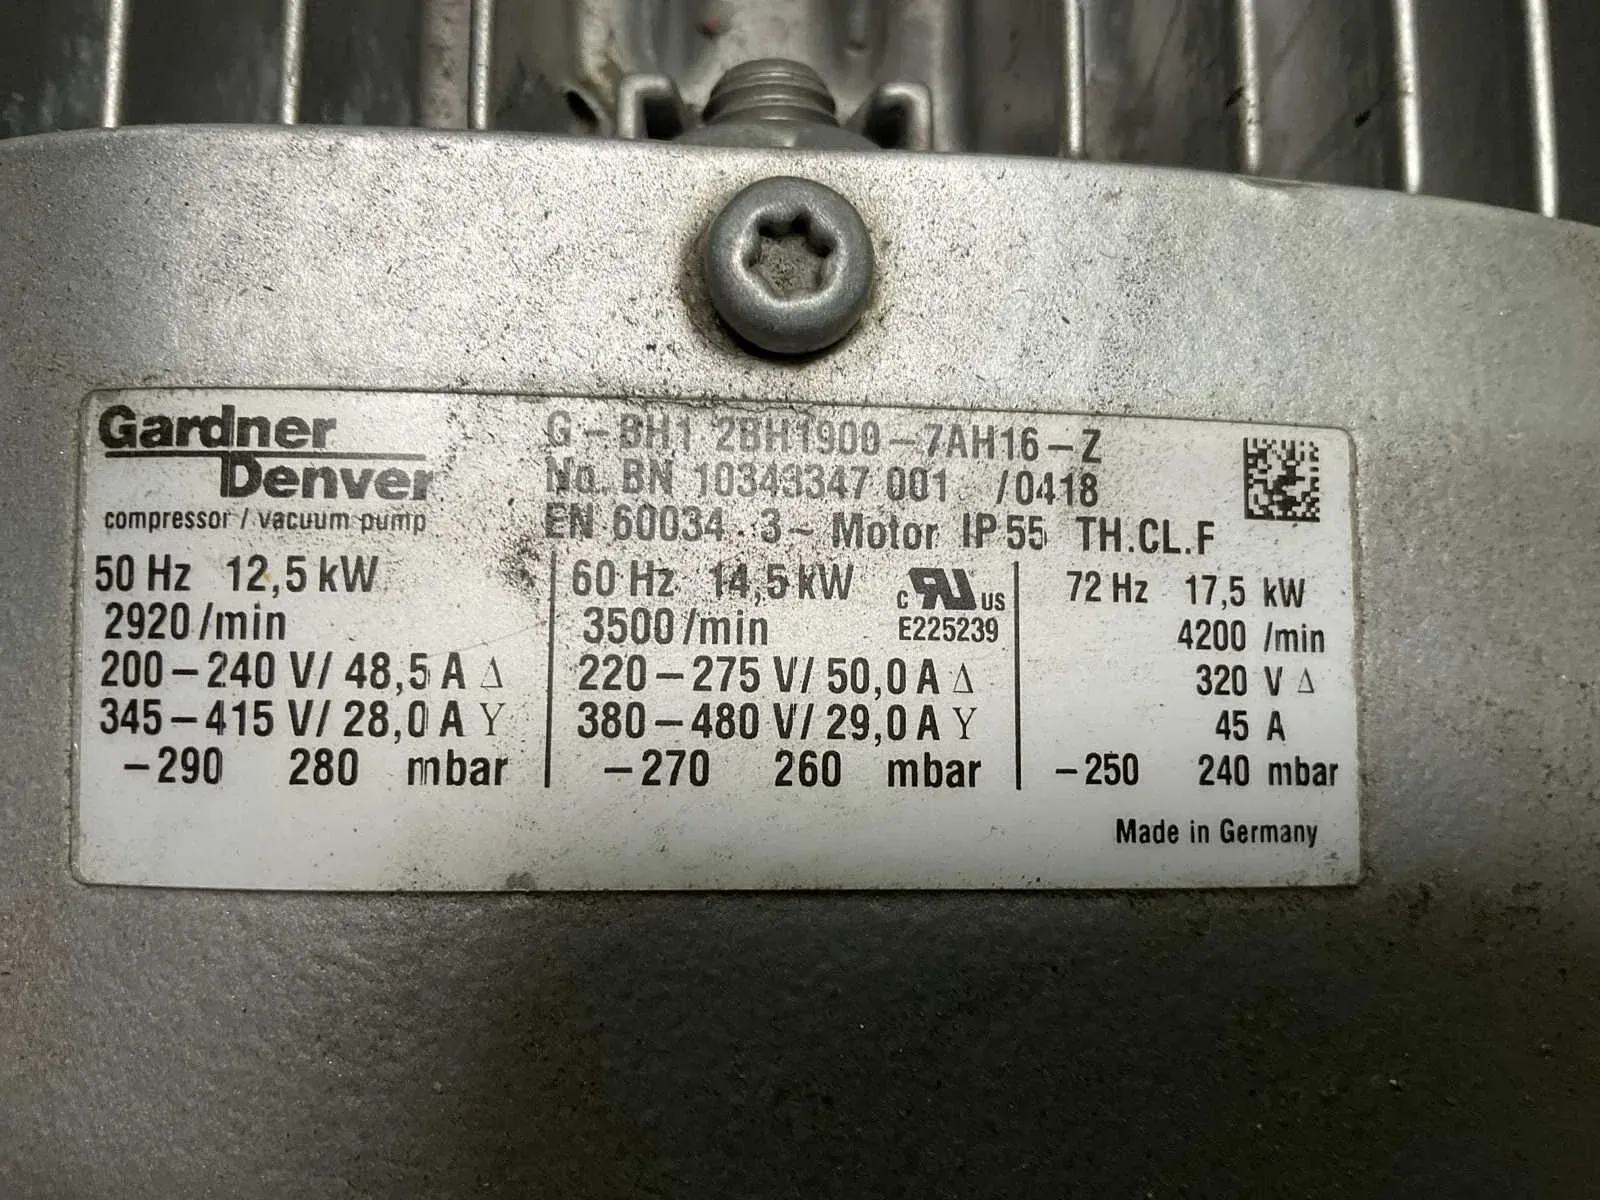 Gardner
Denver
compressor / vacuum pump
G-BH1 2BH1900-7AH16-Z
No. BN 10343347 001 /0418
EN 60034 3~ Motor IP55 TH.CL.F
50 Hz 12,5 kW
2920/min
200-240 V/ 48,5 A Δ
345-415 V/ 28,0 A Y
-290 280 mbar
60 Hz 14,5 kW
3500/min
c RU us
E225239
220-275 V/ 50,0 A Δ
380-480 V/ 29,0 A Y
-270 260 mbar
72 Hz 17,5 kW
4200 /min
320 V Δ
45 A
-250 240 mbar
Made in Germany